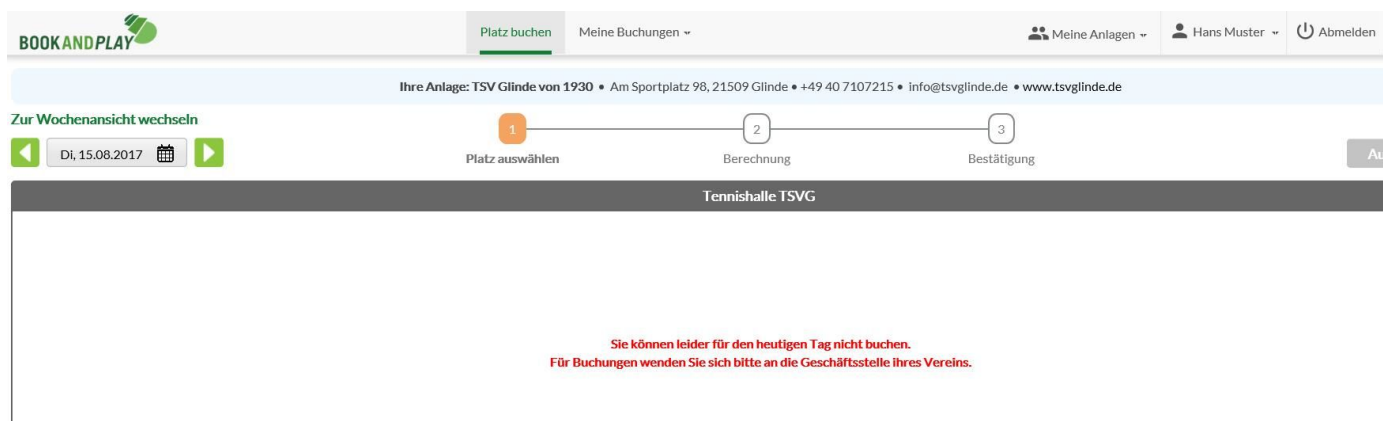 BOOKANDPLAY
Platz buchen
Meine Buchungen
Meine Anlagen
Hans Muster
Abmelden
Ihre Anlage: TSV Glinde von 1930 • Am Sportplatz 98, 21509 Glinde • +49 40 7107215 • info@tsvglinde.de • www.tsvglinde.de
Zur Wochenansicht wechseln
Di, 15.08.2017
1
Platz auswählen
2
Berechnung
3
Bestätigung
Tennishalle TSVG
Sie können leider für den heutigen Tag nicht buchen.
Für Buchungen wenden Sie sich bitte an die Geschäftsstelle ihres Vereins.